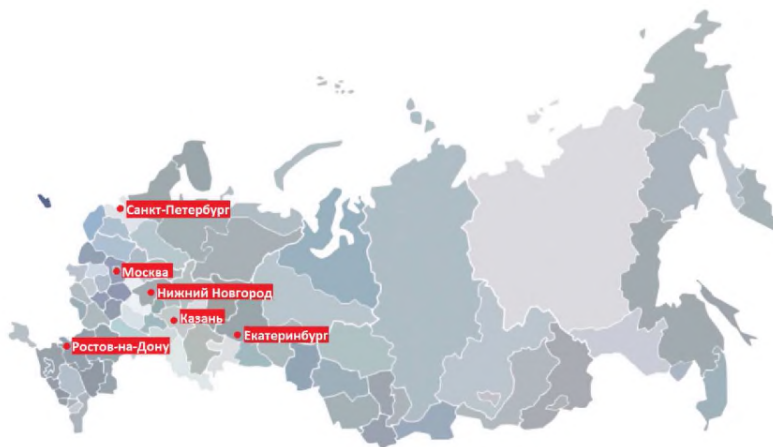 Санкт-Петербург
Москва
Нижний Новгород
Казань
Екатеринбург
Ростов-на-Дону